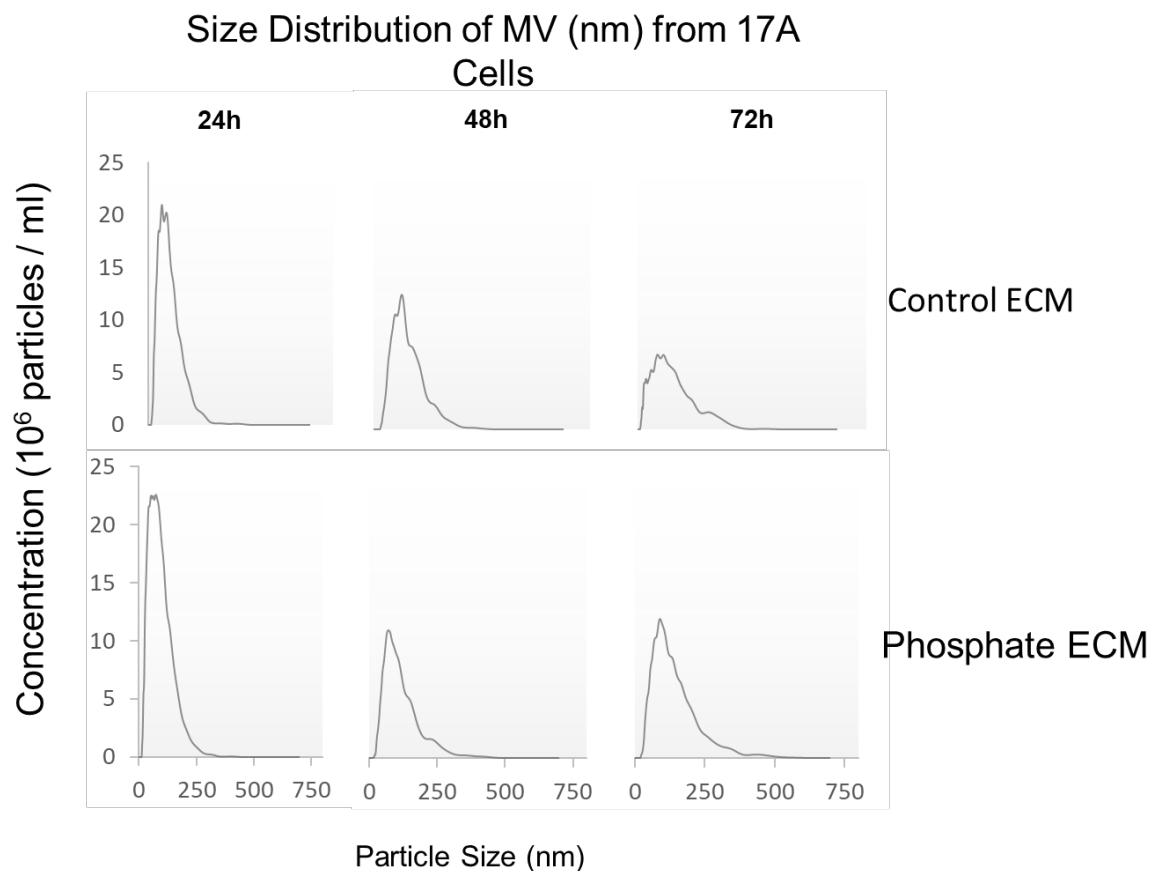 Size Distribution of MV (nm) from 17A
Cells
24h
48h
72h
Concentration (10⁶ particles / ml)
25
20
15
10
5
0
Control ECM
25
20
15
10
5
0
Phosphate ECM
0 250 500 750
0 250 500 750
0 250 500 750
Particle Size (nm)